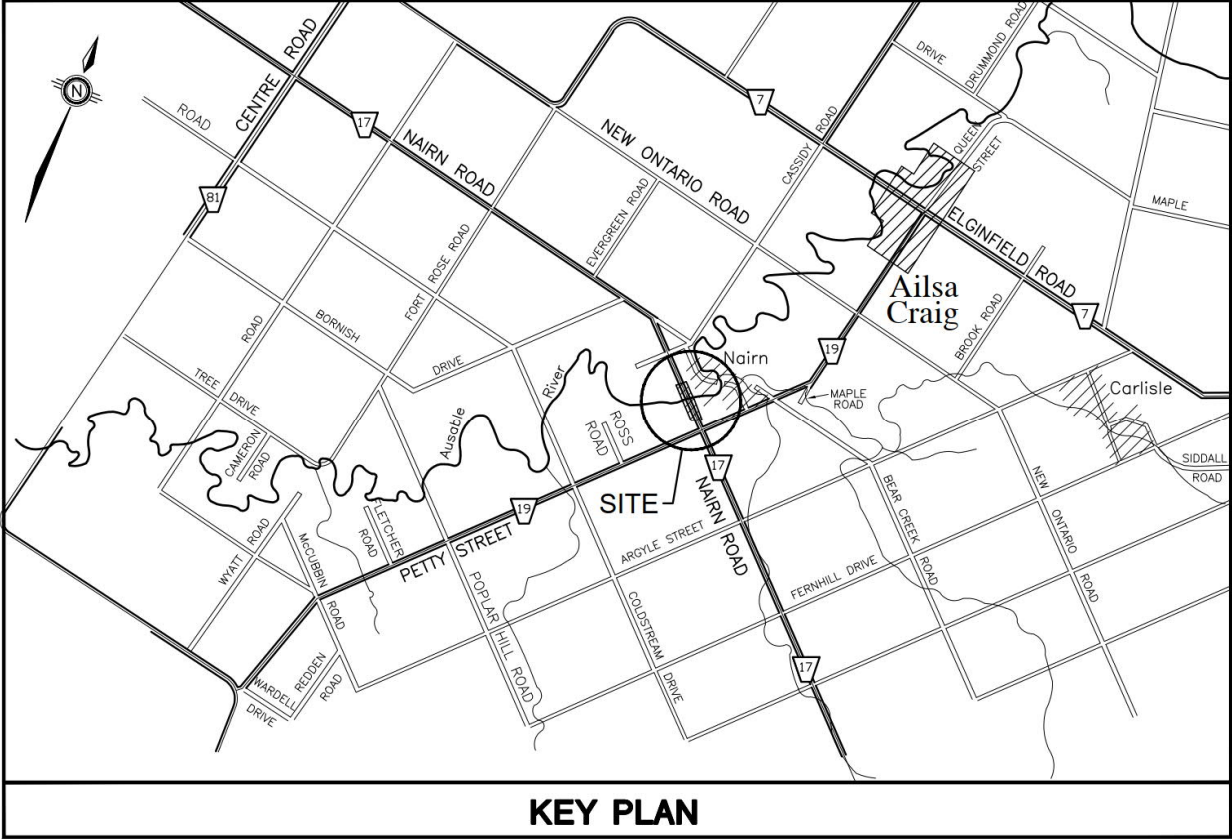 N
CENTRE ROAD
ROAD
81
17
NAIRN ROAD
NEW ONTARIO ROAD
7
CASSIDY ROAD
DRIVE
DRUMMOND ROAD
QUEEN STREET
MAPLE
ELGINFIELD ROAD
7
Ailsa
Craig
EVERGREEN ROAD
FORT ROSE ROAD
BORNISH DRIVE
ROAD
TREE DRIVE
CAMERON
ROAD
Ausable River
ROSS
ROAD
Nairn
19
MAPLE
ROAD
BROOK ROAD
Carlisle
SIDDALL
ROAD
SITE
17
NAIRN ROAD
19
PETTY STREET
FLETCHER
ROAD
WYATT ROAD
McCUBBIN ROAD
ARGYLE STREET
FERNHILL DRIVE
BEAR CREEK ROAD
NEW ONTARIO ROAD
POPLAR HILL ROAD
COLDSTREAM DRIVE
REDDEN
ROAD
WARDELL
DRIVE
17
KEY PLAN